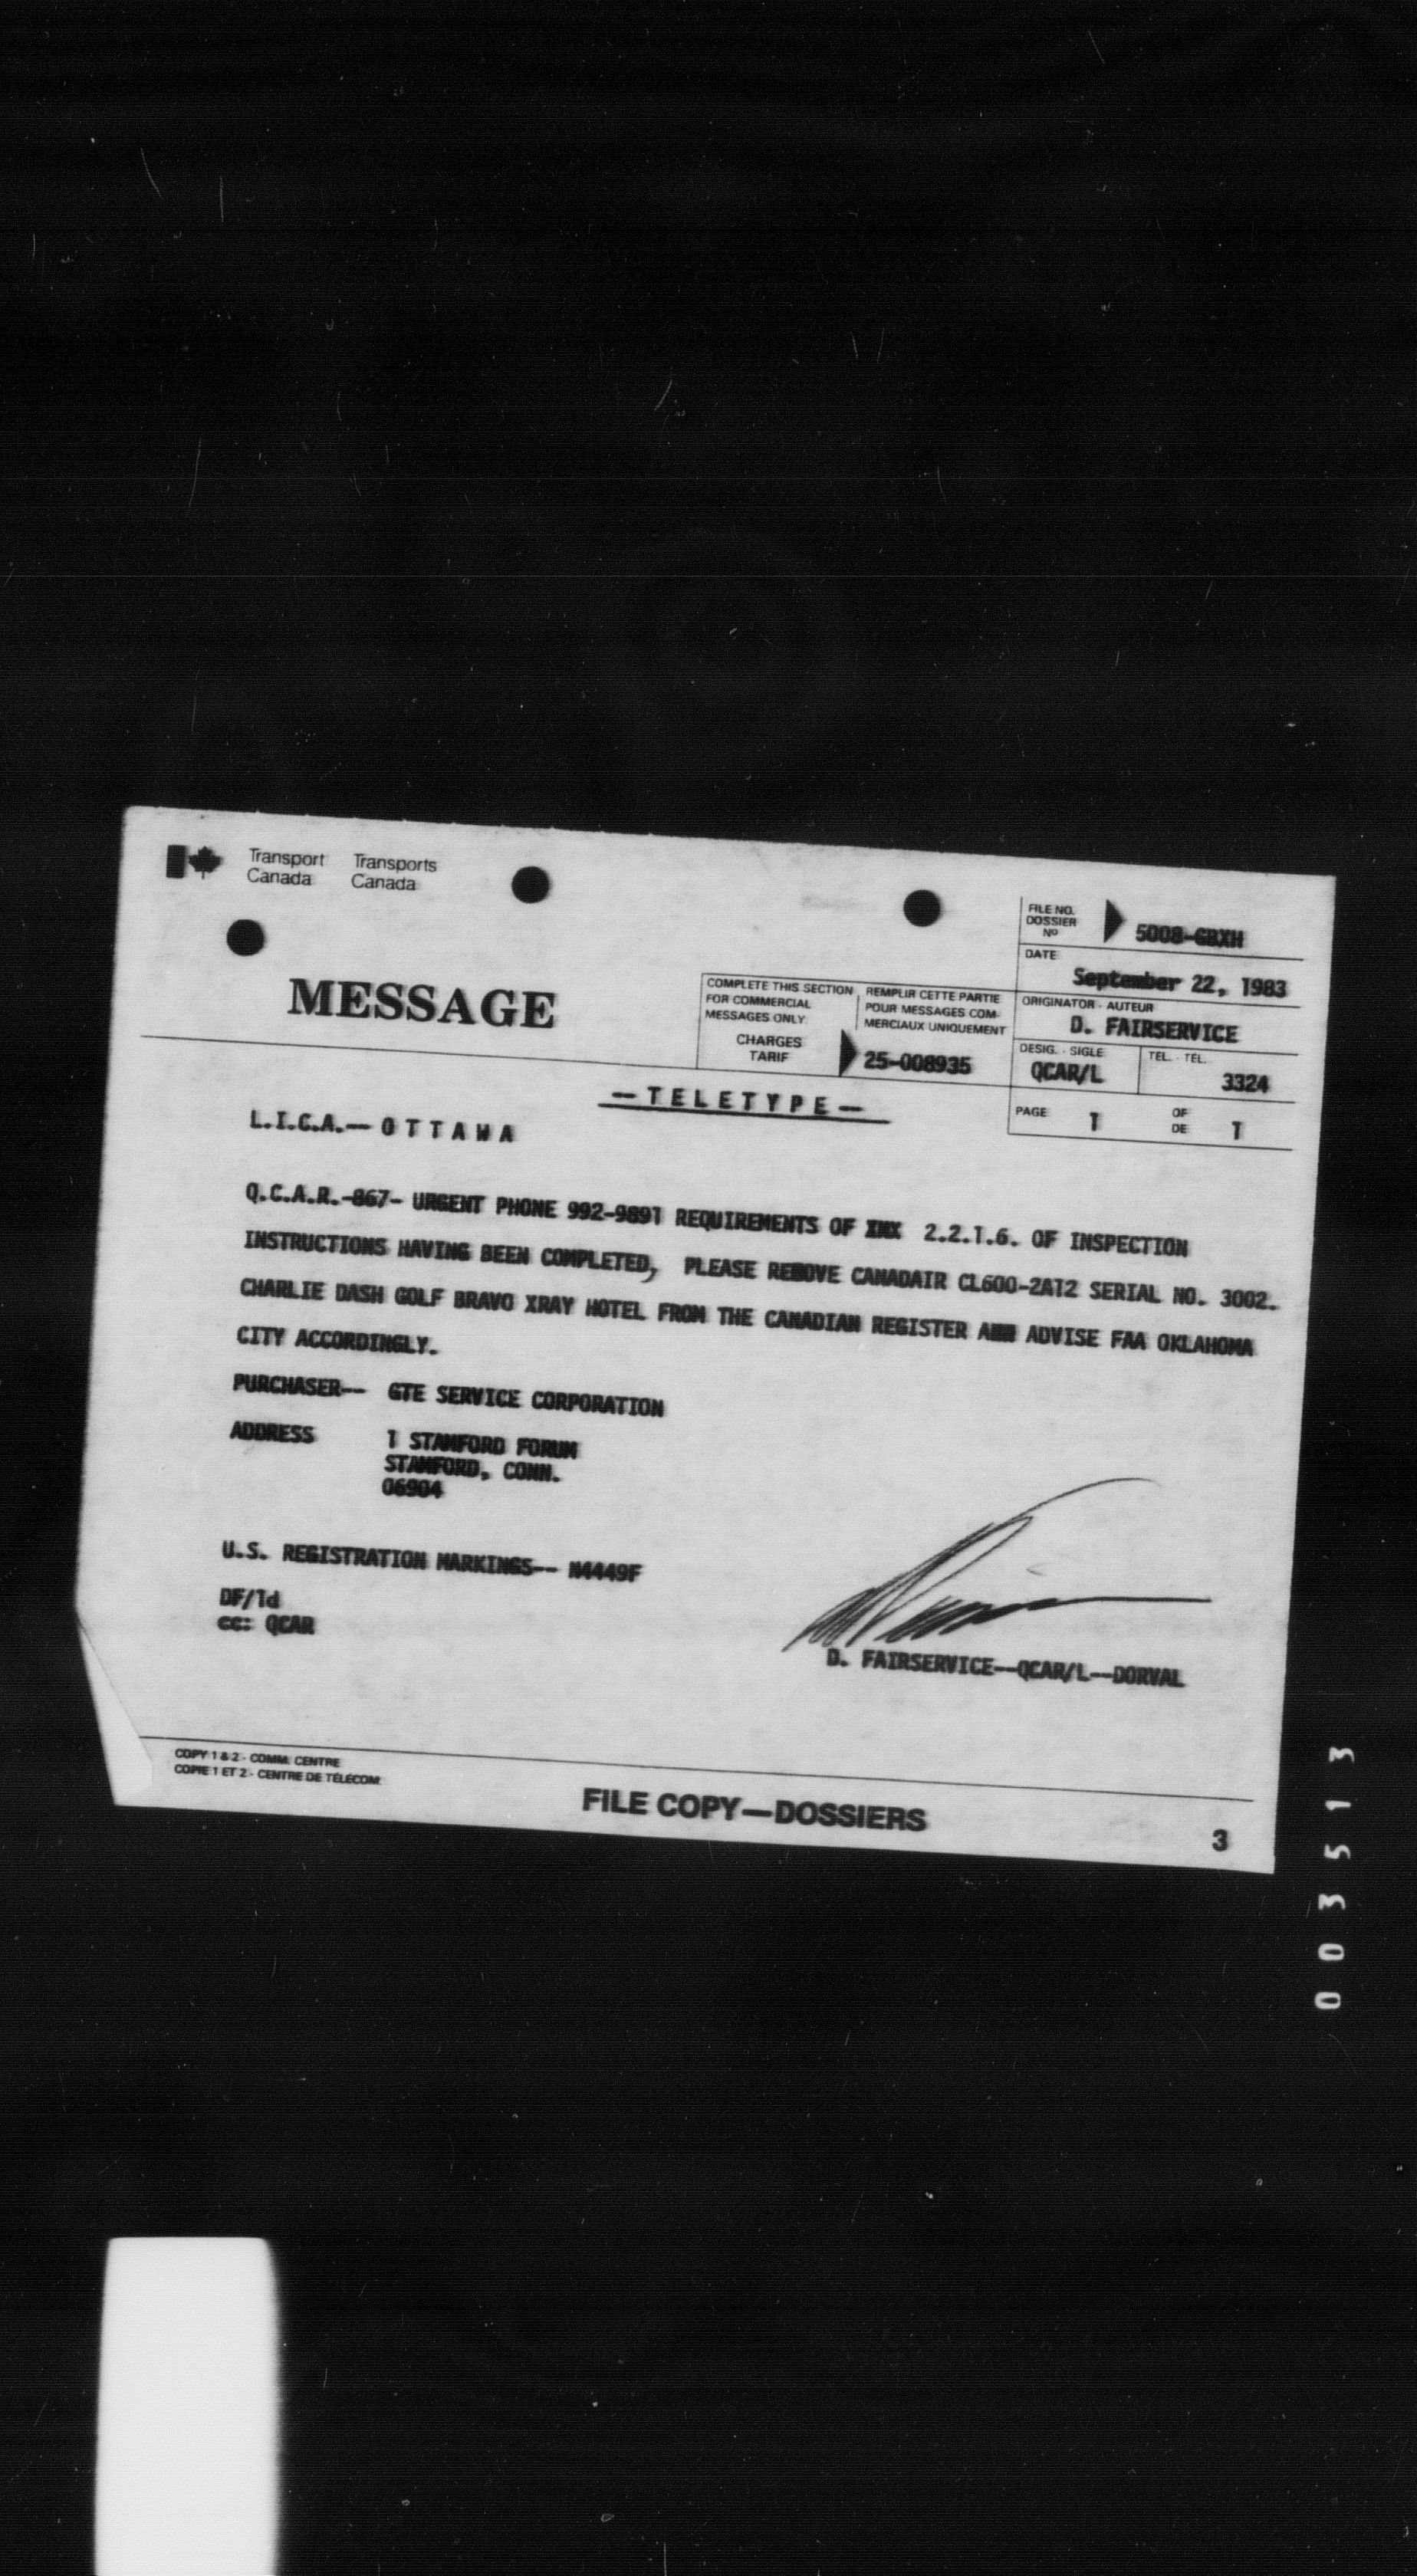 Transport Canada Transports Canada
FILE NO. DOSSIER Nº 5008-GBXH
DATE September 22, 1983
MESSAGE
COMPLETE THIS SECTION FOR COMMERCIAL MESSAGES ONLY
REMPLIR CETTE PARTIE POUR MESSAGES COM- MERCIAUX UNIQUEMENT
CHARGES TARIF 25-008935
ORIGINATOR - AUTEUR D. FAIRSERVICE
DESIG. - SIGLE QCAR/L TEL. - TÉL. 3324
PAGE 1 OF DE 1
—TELETYPE—
L.I.C.A.-- O T T A W A
Q.C.A.R.-867- URGENT PHONE 992-9891 REQUIREMENTS OF 2.2.1.6. OF INSPECTION
INSTRUCTIONS HAVING BEEN COMPLETED, PLEASE REMOVE CANADAIR CL600-2A12 SERIAL NO. 3002.
CHARLIE DASH GOLF BRAVO XRAY HOTEL FROM THE CANADIAN REGISTER AND ADVISE FAA OKLAHOMA
CITY ACCORDINGLY.
PURCHASER-- GTE SERVICE CORPORATION
ADDRESS 1 STAMFORD FORUM
STAMFORD, CONN.
06904
U.S. REGISTRATION MARKINGS-- N4449F
DF/ld
cc: QCAR
D. FAIRSERVICE--QCAR/L--DORVAL
COPY 1 & 2 - COMM. CENTRE
COPIE 1 ET 2 - CENTRE DE TÉLÉCOM.
FILE COPY—DOSSIERS
3
003513